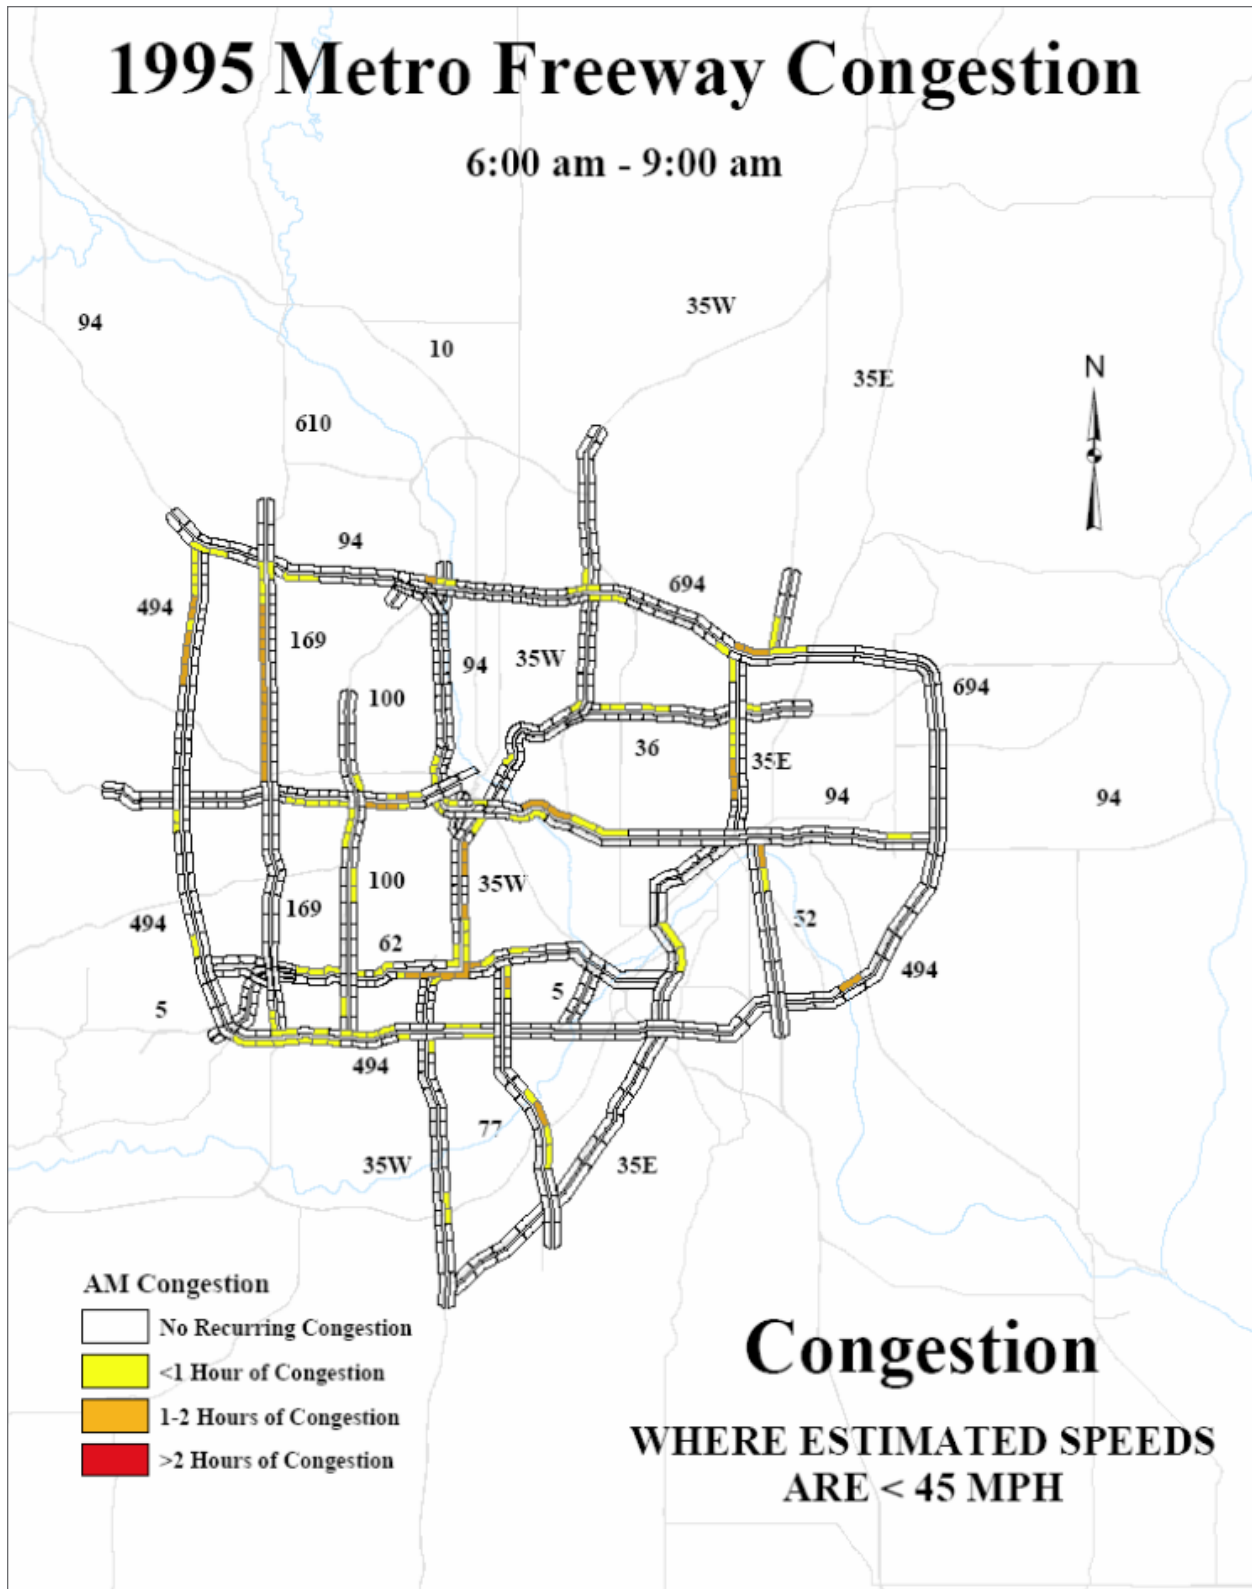 1995 Metro Freeway Congestion
6:00 am - 9:00 am
35W
94
10
N
35E
610
94
694
494
169
94
35W
694
100
36
35E
94
94
100
35W
169
52
494
62
494
5
5
494
77
35W
35E
AM Congestion
No Recurring Congestion
<1 Hour of Congestion
1-2 Hours of Congestion
>2 Hours of Congestion
Congestion
WHERE ESTIMATED SPEEDS
ARE < 45 MPH